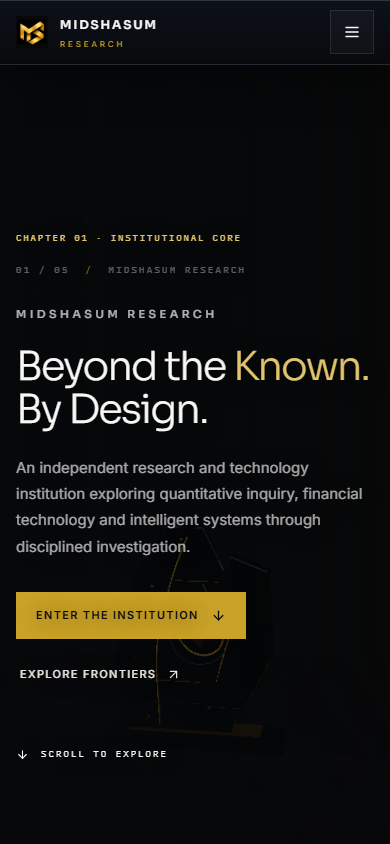 MIDSHASUM
RESEARCH
CHAPTER 01 - INSTITUTIONAL CORE
01 / 05 / MIDSHASUM RESEARCH
MIDSHASUM RESEARCH
Beyond the Known.
By Design.
An independent research and technology
institution exploring quantitative inquiry, financial
technology and intelligent systems through
disciplined investigation.
ENTER THE INSTITUTION ↓
EXPLORE FRONTIERS ↗
↓ SCROLL TO EXPLORE